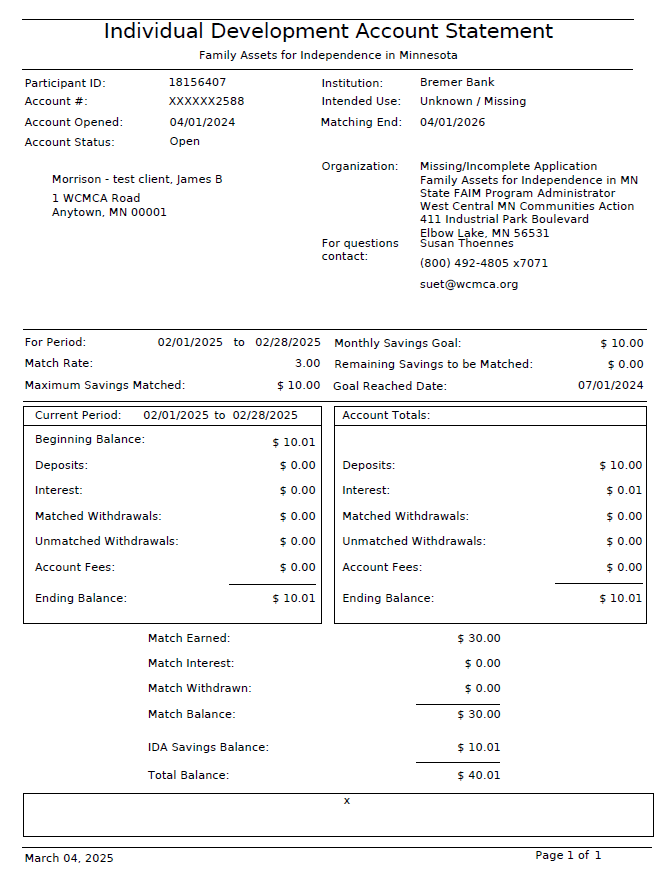 Individual Development Account Statement
Family Assets for Independence in Minnesota
Participant ID: 18156407 Institution: Bremer Bank
Account #: XXXXXX2588 Intended Use: Unknown / Missing
Account Opened: 04/01/2024 Matching End: 04/01/2026
Account Status: Open
Organization: Missing/Incomplete Application
Morrison - test client, James B Family Assets for Independence in MN
1 WCMCA Road State FAIM Program Administrator
Anytown, MN 00001 West Central MN Communities Action
411 Industrial Park Boulevard
Elbow Lake, MN 56531
For questions contact: Susan Thoennes
(800) 492-4805 x7071
suet@wcmca.org
For Period: 02/01/2025 to 02/28/2025 Monthly Savings Goal: $ 10.00
Match Rate: 3.00 Remaining Savings to be Matched: $ 0.00
Maximum Savings Matched: $ 10.00 Goal Reached Date: 07/01/2024
Current Period: 02/01/2025 to 02/28/2025 Account Totals:
Beginning Balance: $ 10.01
Deposits: $ 0.00 Deposits: $ 10.00
Interest: $ 0.00 Interest: $ 0.01
Matched Withdrawals: $ 0.00 Matched Withdrawals: $ 0.00
Unmatched Withdrawals: $ 0.00 Unmatched Withdrawals: $ 0.00
Account Fees: $ 0.00 Account Fees: $ 0.00
Ending Balance: $ 10.01 Ending Balance: $ 10.01
Match Earned: $ 30.00
Match Interest: $ 0.00
Match Withdrawn: $ 0.00
Match Balance: $ 30.00
IDA Savings Balance: $ 10.01
Total Balance: $ 40.01
x
March 04, 2025 Page 1 of 1